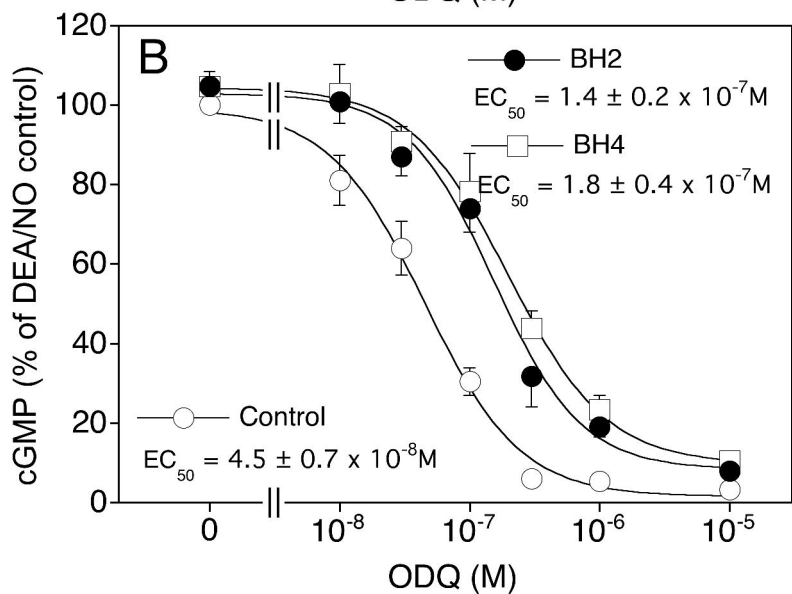 ODQ (M)
120
B
BH2
EC₅₀ = 1.4 ± 0.2 x 10⁻⁷M
100
BH4
EC₅₀ = 1.8 ± 0.4 x 10⁻⁷M
80
60
40
20
0
cGMP (% of DEA/NO control)
Control
EC₅₀ = 4.5 ± 0.7 x 10⁻⁸M
0 10⁻⁸ 10⁻⁷ 10⁻⁶ 10⁻⁵
ODQ (M)